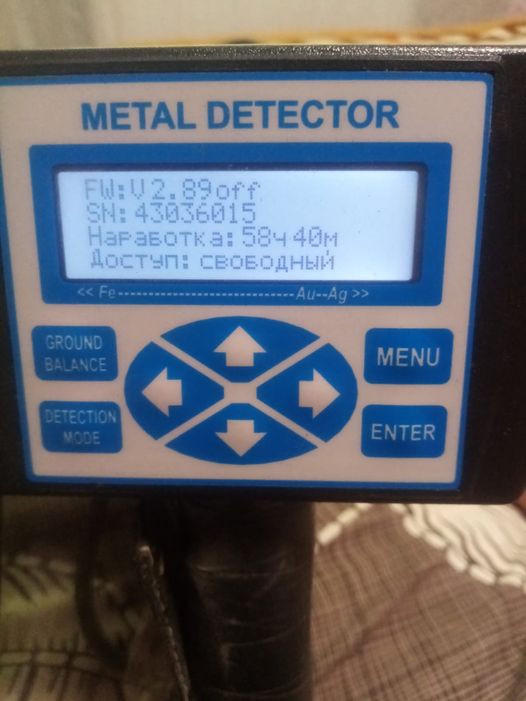 METAL DETECTOR
FW:V2.89off
SN:43036015
Наработка:58ч40м
Доступ:свободный
<< Fe-----------------------------Au--Ag >>
GROUND
BALANCE
MENU
DETECTION
MODE
ENTER